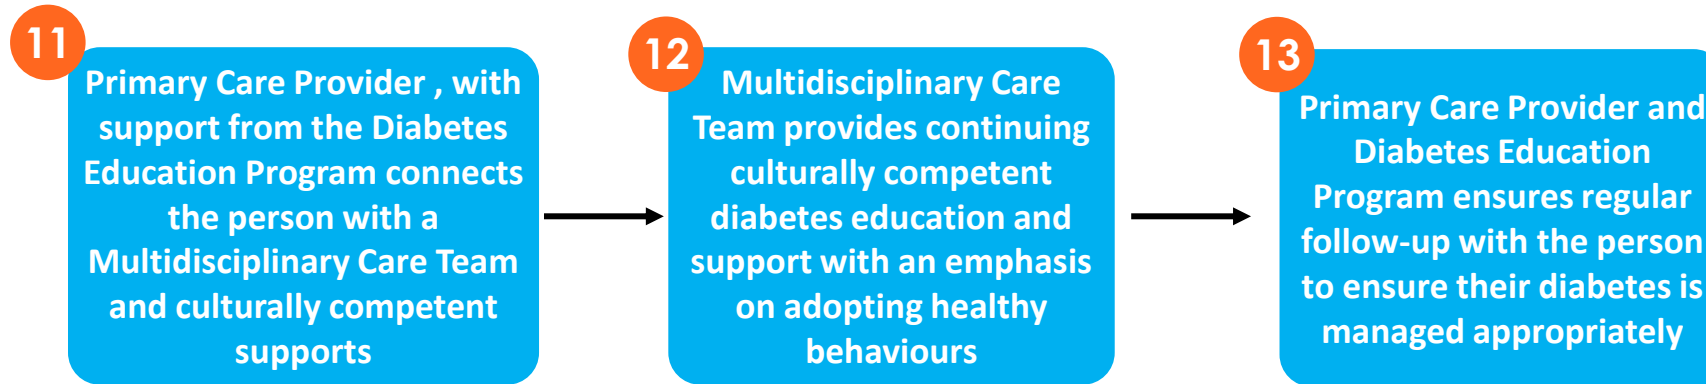 11
Primary Care Provider , with
support from the Diabetes
Education Program connects
the person with a
Multidisciplinary Care Team
and culturally competent
supports
12
Multidisciplinary Care
Team provides continuing
culturally competent
diabetes education and
support with an emphasis
on adopting healthy
behaviours
13
Primary Care Provider and
Diabetes Education
Program ensures regular
follow-up with the person
to ensure their diabetes is
managed appropriately